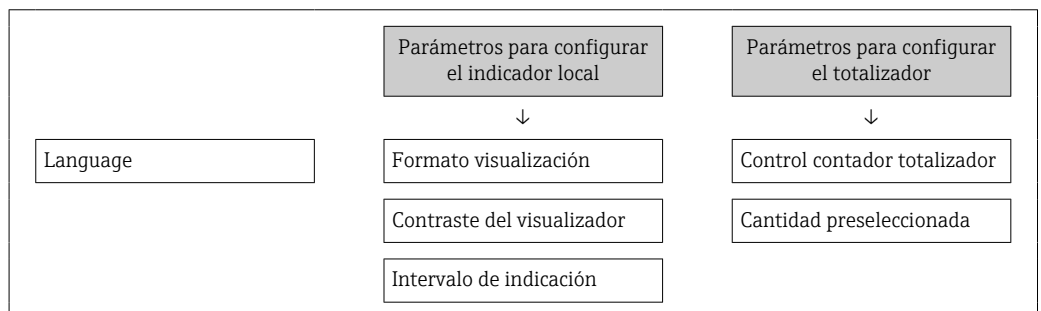 Parámetros para configurar
el indicador local
Parámetros para configurar
el totalizador
↓
↓
Language
Formato visualización
Control contador totalizador
Contraste del visualizador
Cantidad preseleccionada
Intervalo de indicación